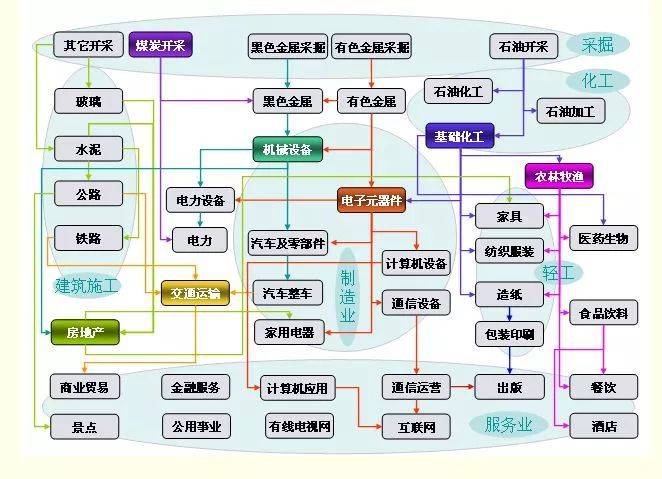 其它开采
煤炭开采
黑色金属采掘
有色金属采掘
石油开采
采掘
化工
玻璃
黑色金属
有色金属
石油化工
石油加工
水泥
机械设备
基础化工
农林牧渔
公路
电力设备
电子元器件
家具
铁路
电力
汽车及零部件
纺织服装
医药生物
计算机设备
轻工
建筑施工
交通运输
汽车整车
制造业
造纸
通信设备
食品饮料
房地产
家用电器
包装印刷
商业贸易
金融服务
计算机应用
通信运营
出版
餐饮
景点
公用事业
有线电视网
互联网
服务业
酒店